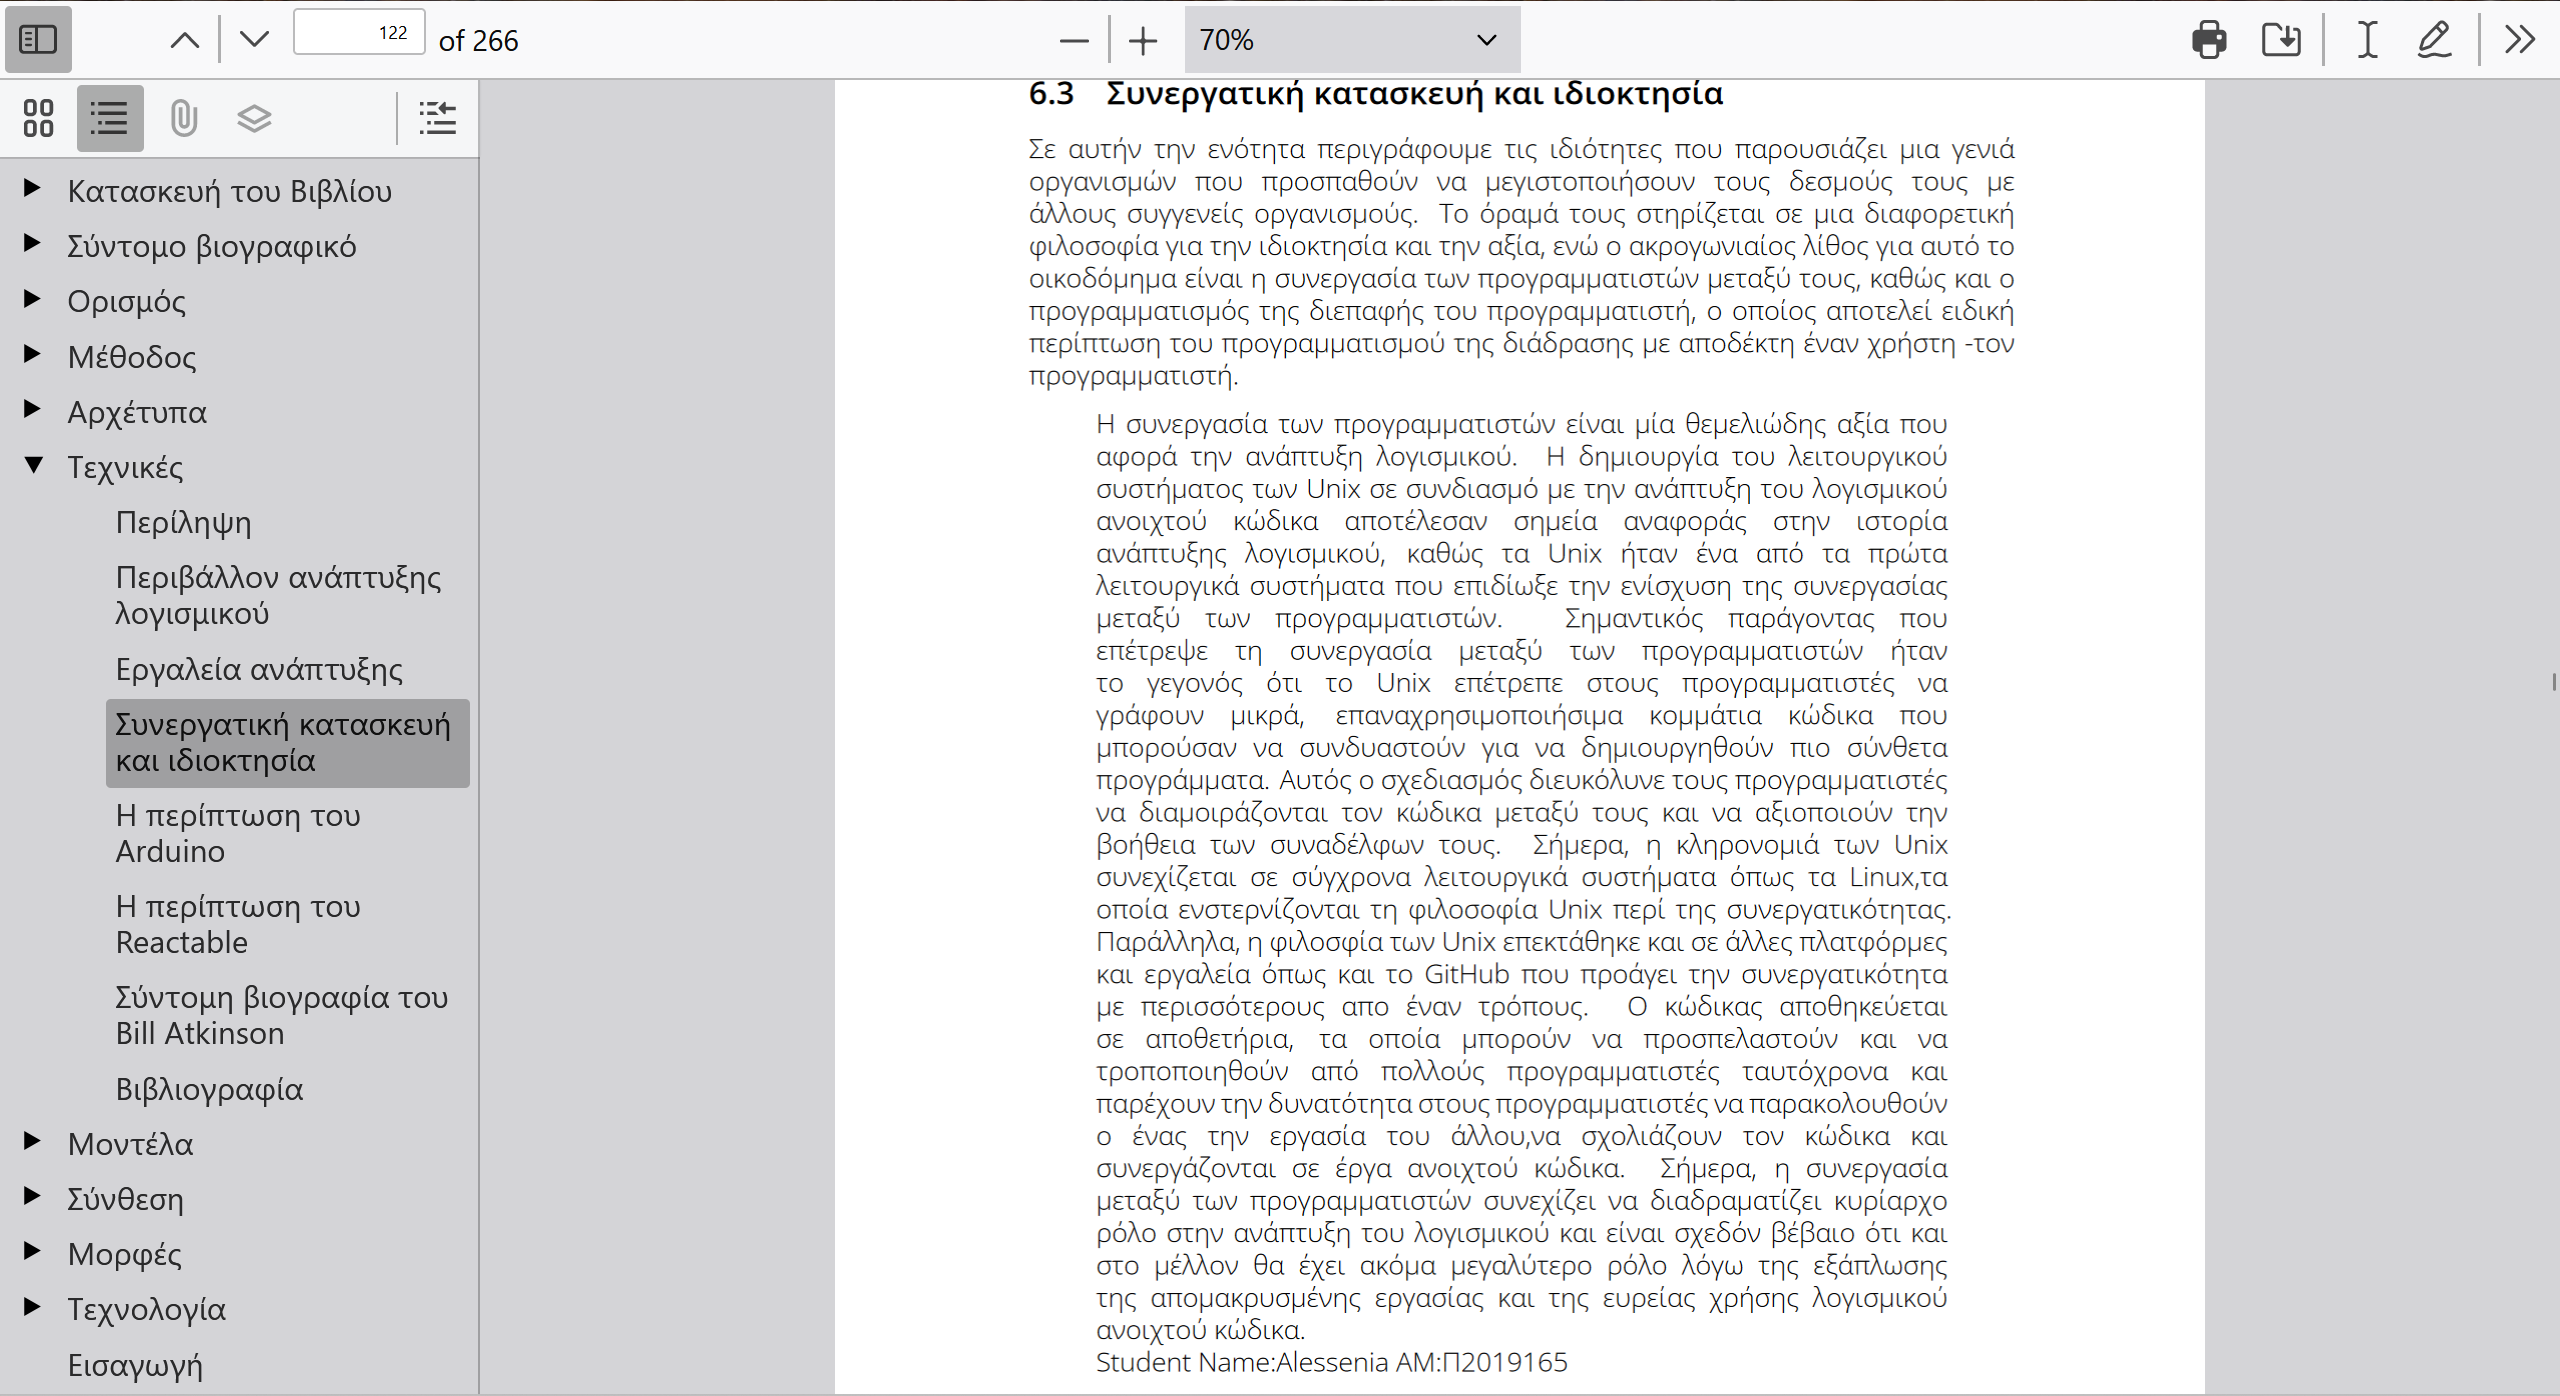 122 of 266
70%
Κατασκευή του Βιβλίου
Σύντομο βιογραφικό
Ορισμός
Μέθοδος
Αρχέτυπα
Τεχνικές
Περίληψη
Περιβάλλον ανάπτυξης
λογισμικού
Εργαλεία ανάπτυξης
Συνεργατική κατασκευή
και ιδιοκτησία
Η περίπτωση του
Arduino
Η περίπτωση του
Reactable
Σύντομη βιογραφία του
Bill Atkinson
Βιβλιογραφία
Μοντέλα
Σύνθεση
Μορφές
Τεχνολογία
Εισαγωγή
6.3 Συνεργατική κατασκευή και ιδιοκτησία
Σε αυτήν την ενότητα περιγράφουμε τις ιδιότητες που παρουσιάζει μια γενιά
οργανισμών που προσπαθούν να μεγιστοποιήσουν τους δεσμούς τους με
άλλους συγγενείς οργανισμούς. Το όραμά τους στηρίζεται σε μια διαφορετική
φιλοσοφία για την ιδιοκτησία και την αξία, ενώ ο ακρογωνιαίος λίθος για αυτό το
οικοδόμημα είναι η συνεργασία των προγραμματιστών μεταξύ τους, καθώς και ο
προγραμματισμός της διεπαφής του προγραμματιστή, ο οποίος αποτελεί ειδική
περίπτωση του προγραμματισμού της διάδρασης με αποδέκτη έναν χρήστη -τον
προγραμματιστή.
Η συνεργασία των προγραμματιστών είναι μία θεμελιώδης αξία που
αφορά την ανάπτυξη λογισμικού. Η δημιουργία του λειτουργικού
συστήματος των Unix σε συνδιασμό με την ανάπτυξη του λογισμικού
ανοιχτού κώδικα αποτέλεσαν σημεία αναφοράς στην ιστορία
ανάπτυξης λογισμικού, καθώς τα Unix ήταν ένα από τα πρώτα
λειτουργικά συστήματα που επιδίωξε την ενίσχυση της συνεργασίας
μεταξύ των προγραμματιστών. Σημαντικός παράγοντας που
επέτρεψε τη συνεργασία μεταξύ των προγραμματιστών ήταν
το γεγονός ότι το Unix επέτρεπε στους προγραμματιστές να
γράφουν μικρά, επαναχρησιμοποιήσιμα κομμάτια κώδικα που
μπορούσαν να συνδυαστούν για να δημιουργηθούν πιο σύνθετα
προγράμματα. Αυτός ο σχεδιασμός διευκόλυνε τους προγραμματιστές
να διαμοιράζονται τον κώδικα μεταξύ τους και να αξιοποιούν την
βοήθεια των συναδέλφων τους. Σήμερα, η κληρονομιά των Unix
συνεχίζεται σε σύγχρονα λειτουργικά συστήματα όπως τα Linux,τα
οποία ενστερνίζονται τη φιλοσοφία Unix περί της συνεργατικότητας.
Παράλληλα, η φιλοσφία των Unix επεκτάθηκε και σε άλλες πλατφόρμες
και εργαλεία όπως και το GitHub που προάγει την συνεργατικότητα
με περισσότερους απο έναν τρόπους. Ο κώδικας αποθηκεύεται
σε αποθετήρια, τα οποία μπορούν να προσπελαστούν και να
τροποποιηθούν από πολλούς προγραμματιστές ταυτόχρονα και
παρέχουν την δυνατότητα στους προγραμματιστές να παρακολουθούν
ο ένας την εργασία του άλλου,να σχολιάζουν τον κώδικα και
συνεργάζονται σε έργα ανοιχτού κώδικα. Σήμερα, η συνεργασία
μεταξύ των προγραμματιστών συνεχίζει να διαδραματίζει κυρίαρχο
ρόλο στην ανάπτυξη του λογισμικού και είναι σχεδόν βέβαιο ότι και
στο μέλλον θα έχει ακόμα μεγαλύτερο ρόλο λόγω της εξάπλωσης
της απομακρυσμένης εργασίας και της ευρείας χρήσης λογισμικού
ανοιχτού κώδικα.
Student Name:Alessenia ΑΜ:Π2019165